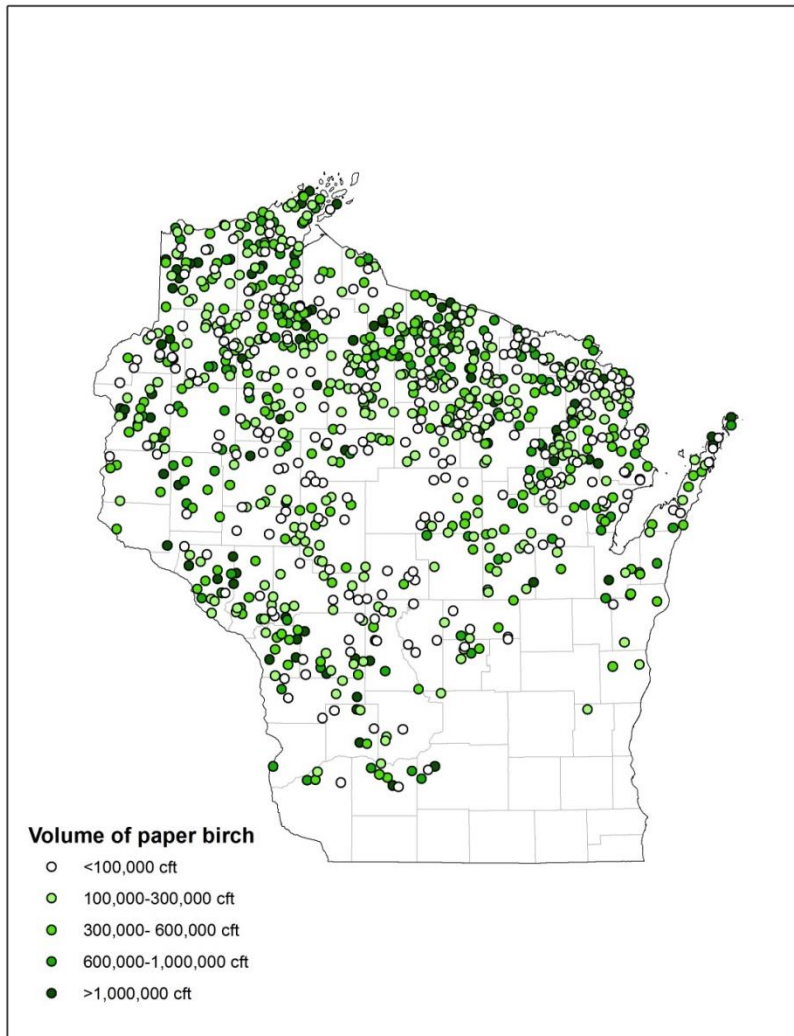 Volume of paper birch
<100,000 cft
100,000-300,000 cft
300,000- 600,000 cft
600,000-1,000,000 cft
>1,000,000 cft